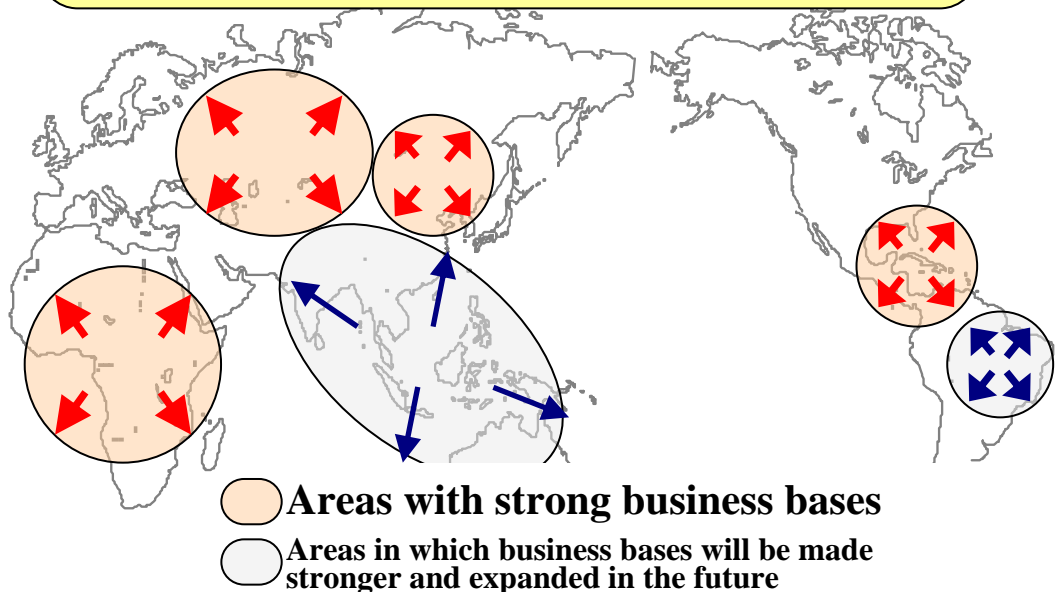 Areas with strong business bases
Areas in which business bases will be made
stronger and expanded in the future